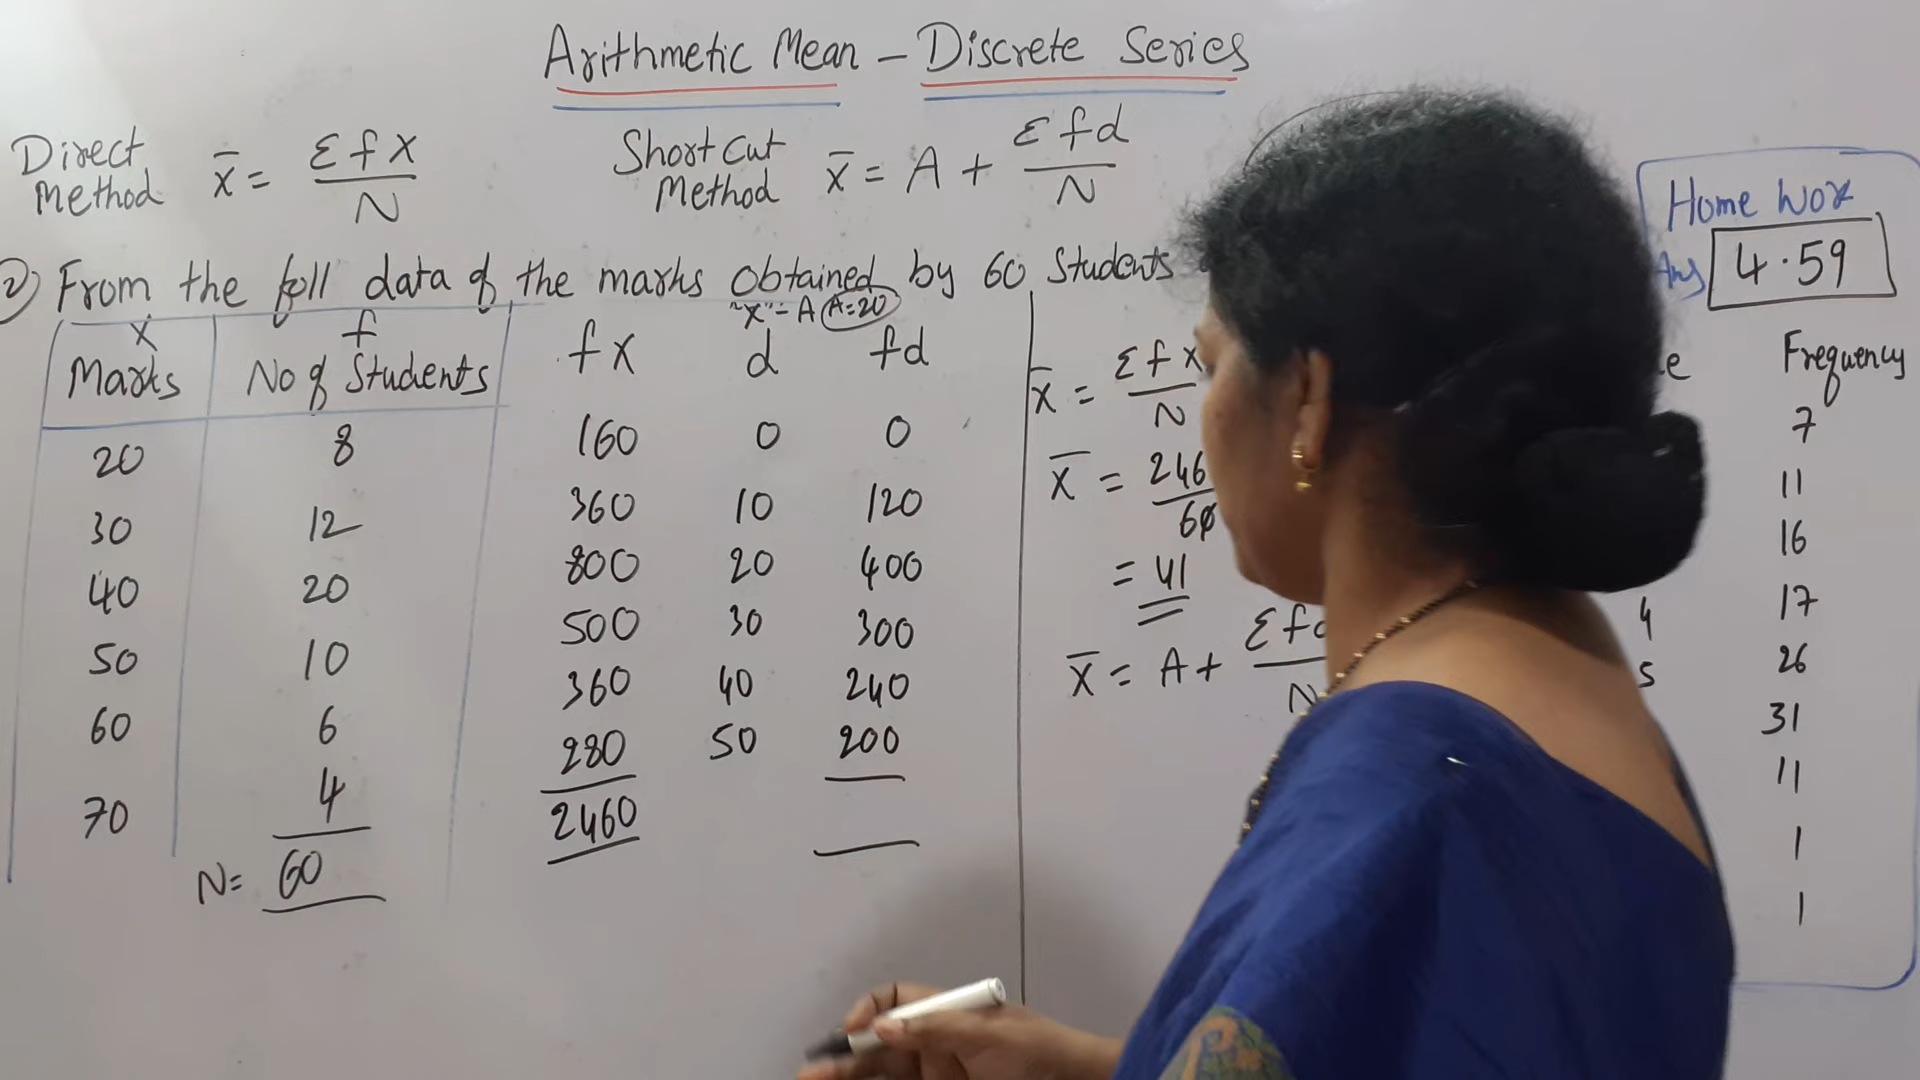 Arithmetic Mean - Discrete Series
Direct Method x̄ = Σfx / N
Short Cut Method x̄ = A + Σfd / N
2) From the foll data of the marks obtained by 60 Students
x f fx "x"-A A=20
Marks No of Students d fd
20 8 160 0 0
30 12 360 10 120
40 20 800 20 400
50 10 500 30 300
60 6 360 40 240
70 4 280 50 200
N= 60 2460
x̄ = Σfx / N
x̄ = 246 / 60
= 41
x̄ = A + Σfd / N
Home Wor
Ans 4.59
e Frequency
7
11
16
4 17
5 26
31
11
1
1